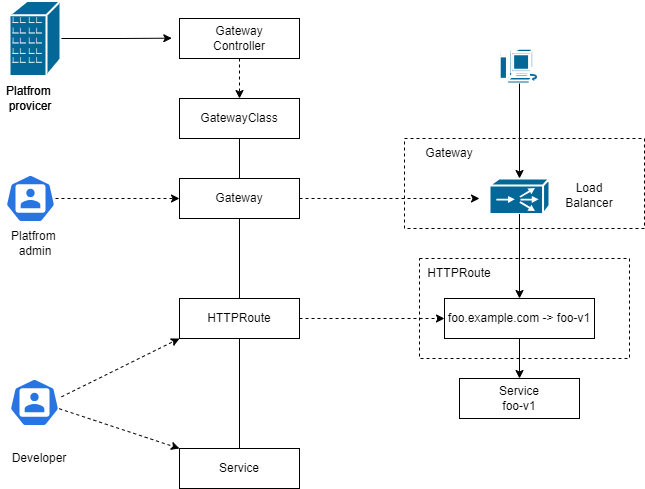 Gateway
Controller
Platfrom
provicer
GatewayClass
Gateway
Gateway
Load
Balancer
Platfrom
admin
HTTPRoute
HTTPRoute
foo.example.com -> foo-v1
Service
foo-v1
Developer
Service